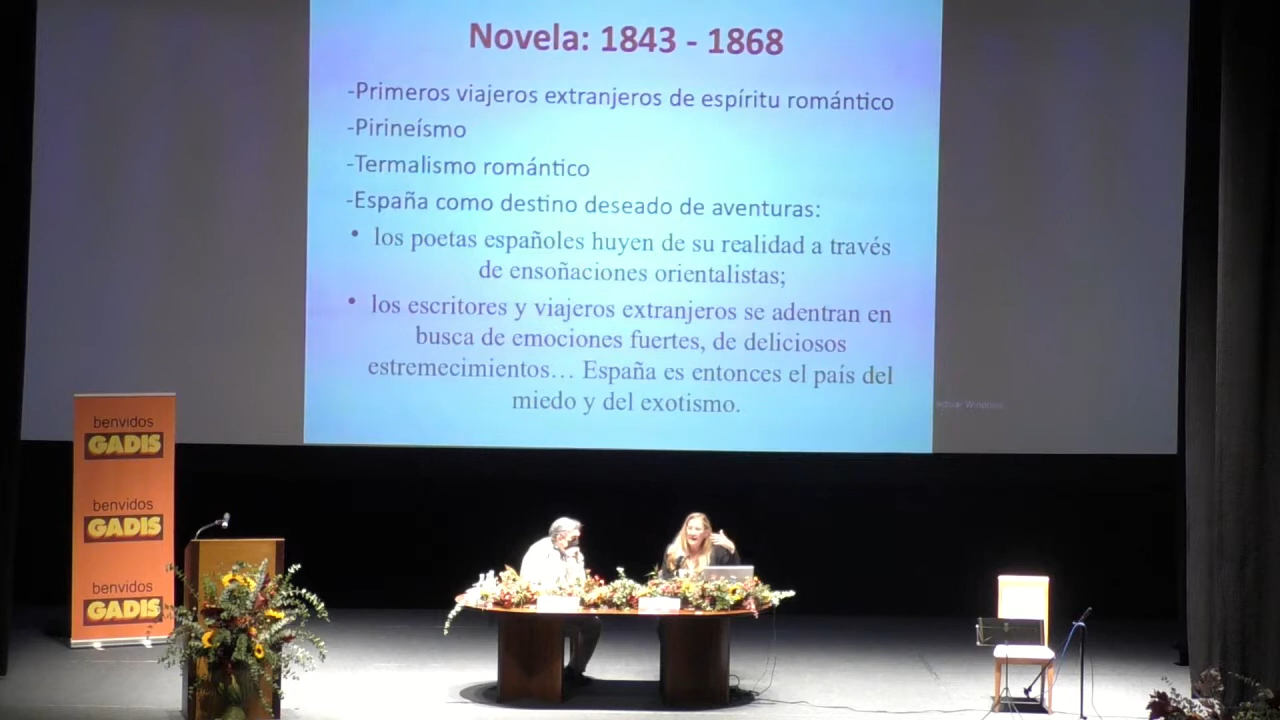 Novela: 1843 - 1868
-Primeros viajeros extranjeros de espíritu romántico
-Pirineísmo
-Termalismo romántico
-España como destino deseado de aventuras:
• los poetas españoles huyen de su realidad a través
de ensoñaciones orientalistas;
• los escritores y viajeros extranjeros se adentran en
busca de emociones fuertes, de deliciosos
estremecimientos… España es entonces el país del
miedo y del exotismo.
benvidos
GADIS
benvidos
GADIS
benvidos
GADIS